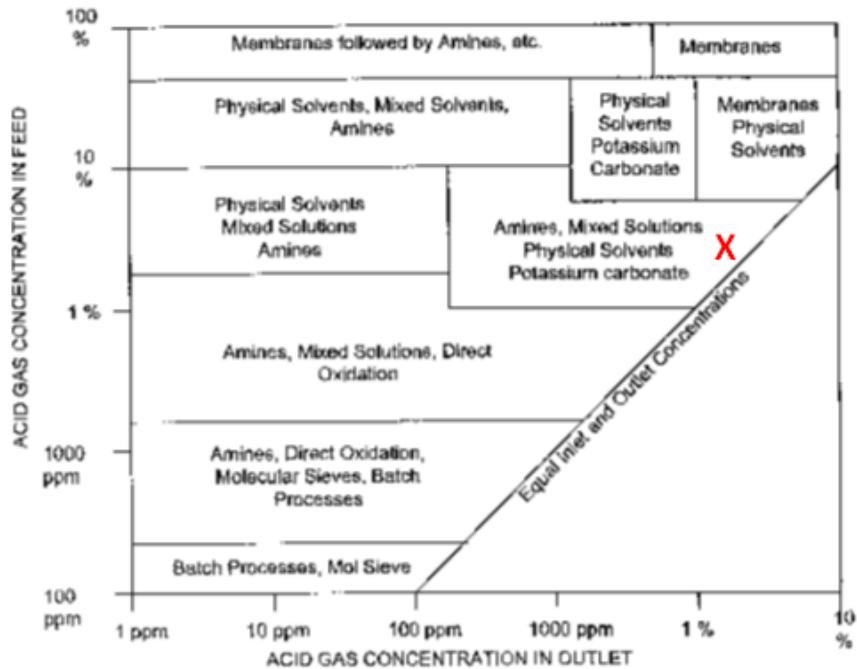 100
%
Membranes followed by Amines, etc.
Membranes
Physical Solvents, Mixed Solvents,
Amines
Physical
Solvents
Potassium
Carbonate
Membranes
Physical
Solvents
10
%
Physical Solvents
Mixed Solutions
Amines
Amines, Mixed Solutions
Physical Solvents
Potassium carbonate
X
1 %
Amines, Mixed Solutions, Direct
Oxidation
Equal Inlet and Outlet Concentrations
1000
ppm
Amines, Direct Oxidation,
Molecular Sieves, Batch
Processes
Batch Processes, Mol Sieve
100
ppm
ACID GAS CONCENTRATION IN FEED
1 ppm
10 ppm
100 ppm
1000 ppm
1 %
10
%
ACID GAS CONCENTRATION IN OUTLET